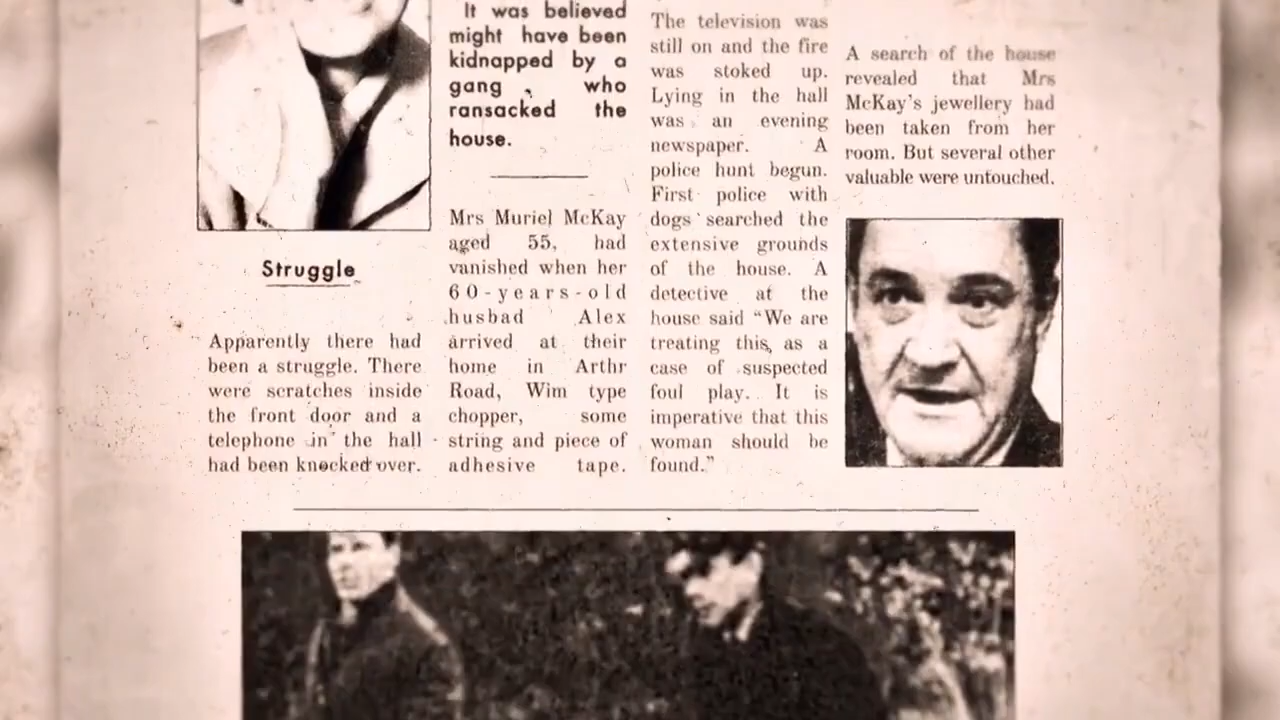 Struggle
Apparently there had
been a struggle. There
were scratches inside
the front door and a
telephone in the hall
had been knocked over.
It was believed
might have been
kidnapped by a
gang who
ransacked the
house.
Mrs Muriel McKay
aged 55, had
vanished when her
60-years-old
husbad Alex
arrived at their
home in Arthr
Road, Wim type
chopper, some
string and piece of
adhesive tape.
The television was
still on and the fire
was stoked up.
Lying in the hall
was an evening
newspaper. A
police hunt begun.
First police with
dogs searched the
extensive grounds
of the house. A
detective at the
house said “We are
treating this, as a
case of suspected
foul play. It is
imperative that this
woman should be
found.”
A search of the house
revealed that Mrs
McKay's jewellery had
been taken from her
room. But several other
valuable were untouched.